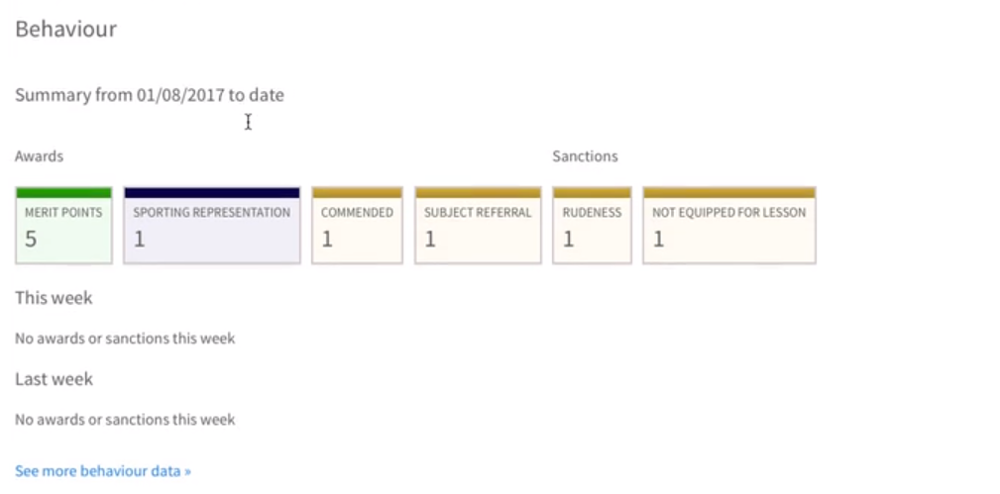 Behaviour
Summary from 01/08/2017 to date
Awards
Sanctions
MERIT POINTS
5
SPORTING REPRESENTATION
1
COMMENDED
1
SUBJECT REFERRAL
1
RUDENESS
1
NOT EQUIPPED FOR LESSON
1
This week
No awards or sanctions this week
Last week
No awards or sanctions this week
See more behaviour data »